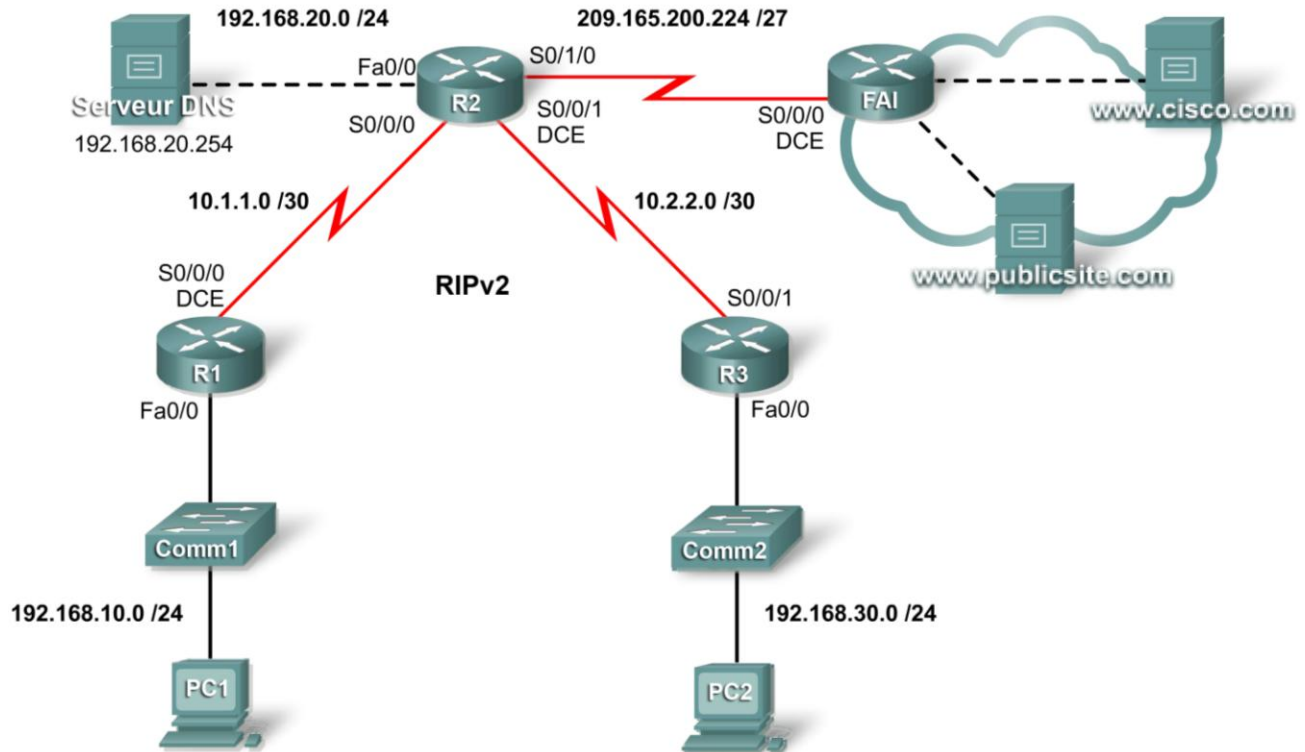 192.168.20.0 /24
209.165.200.224 /27
Fa0/0
S0/1/0
R2
FAI
Serveur DNS
192.168.20.254
S0/0/0
S0/0/1
DCE
S0/0/0
DCE
www.cisco.com
10.1.1.0 /30
10.2.2.0 /30
www.publicsite.com
S0/0/0
DCE
RIPv2
S0/0/1
R1
R3
Fa0/0
Fa0/0
Comm1
Comm2
192.168.10.0 /24
192.168.30.0 /24
PC1
PC2